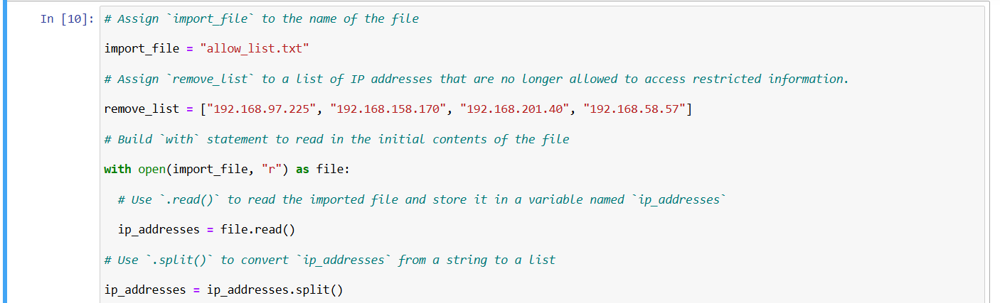 In [10]: # Assign `import_file` to the name of the file
import_file = "allow_list.txt"
# Assign `remove_list` to a list of IP addresses that are no longer allowed to access restricted information.
remove_list = ["192.168.97.225", "192.168.158.170", "192.168.201.40", "192.168.58.57"]
# Build `with` statement to read in the initial contents of the file
with open(import_file, "r") as file:
  # Use `.read()` to read the imported file and store it in a variable named `ip_addresses`
  ip_addresses = file.read()
# Use `.split()` to convert `ip_addresses` from a string to a list
ip_addresses = ip_addresses.split()